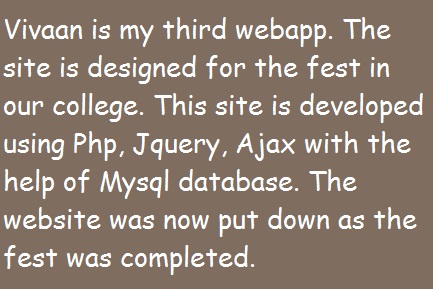 Vivaan is my third webapp. The
site is designed for the fest in
our college. This site is developed
using Php, Jquery, Ajax with the
help of Mysql database. The
website was now put down as the
fest was completed.